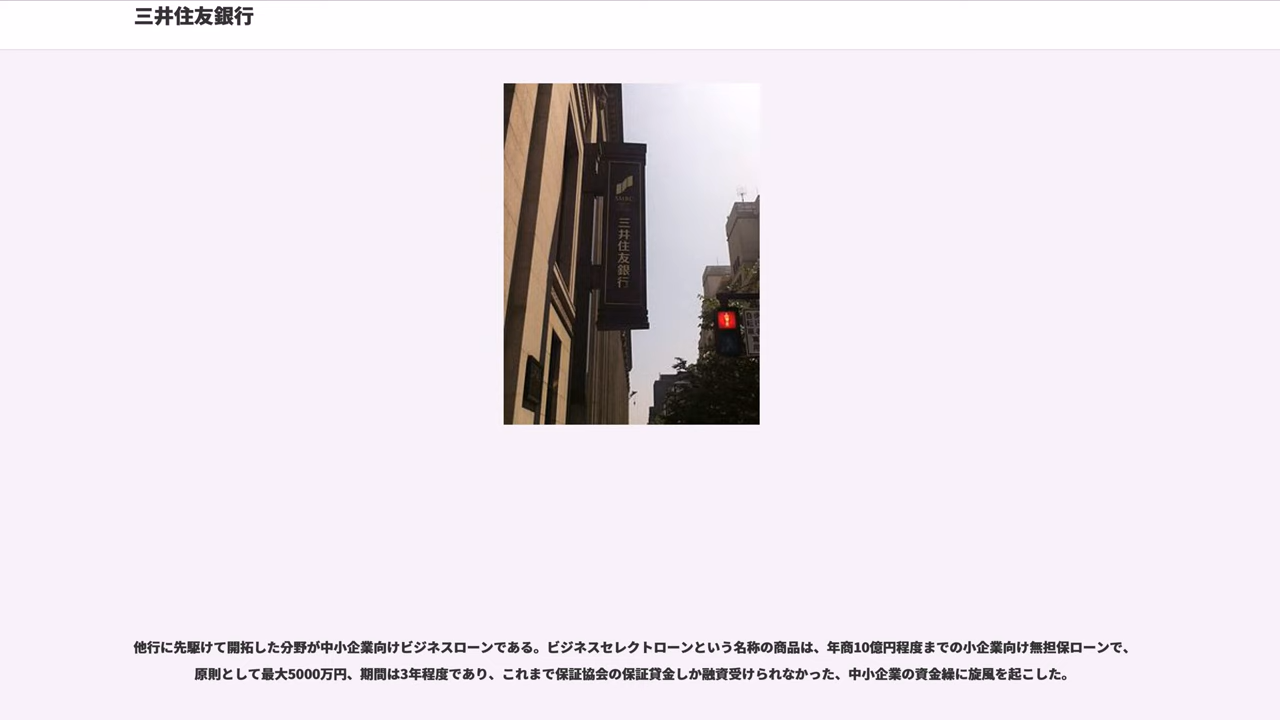 三井住友銀行
SMBC
三井住友銀行
他行に先駆けて開拓した分野が中小企業向けビジネスローンである。ビジネスセレクトローンという名称の商品は、年商10億円程度までの小企業向け無担保ローンで、
原則として最大5000万円、期間は3年程度であり、これまで保証協会の保証貸金しか融資受けられなかった、中小企業の資金繰に旋風を起こした。